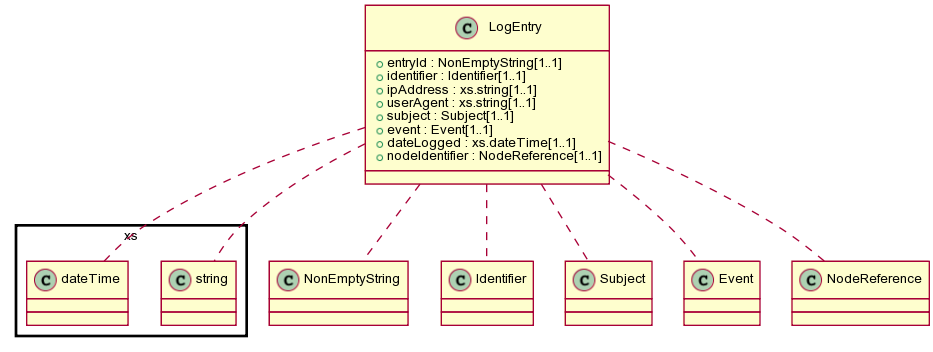 C LogEntry
entryId : NonEmptyString[1..1]
identifier : Identifier[1..1]
ipAddress : xs.string[1..1]
userAgent : xs.string[1..1]
subject : Subject[1..1]
event : Event[1..1]
dateLogged : xs.dateTime[1..1]
nodeIdentifier : NodeReference[1..1]
xs
C dateTime
C string
C NonEmptyString
C Identifier
C Subject
C Event
C NodeReference